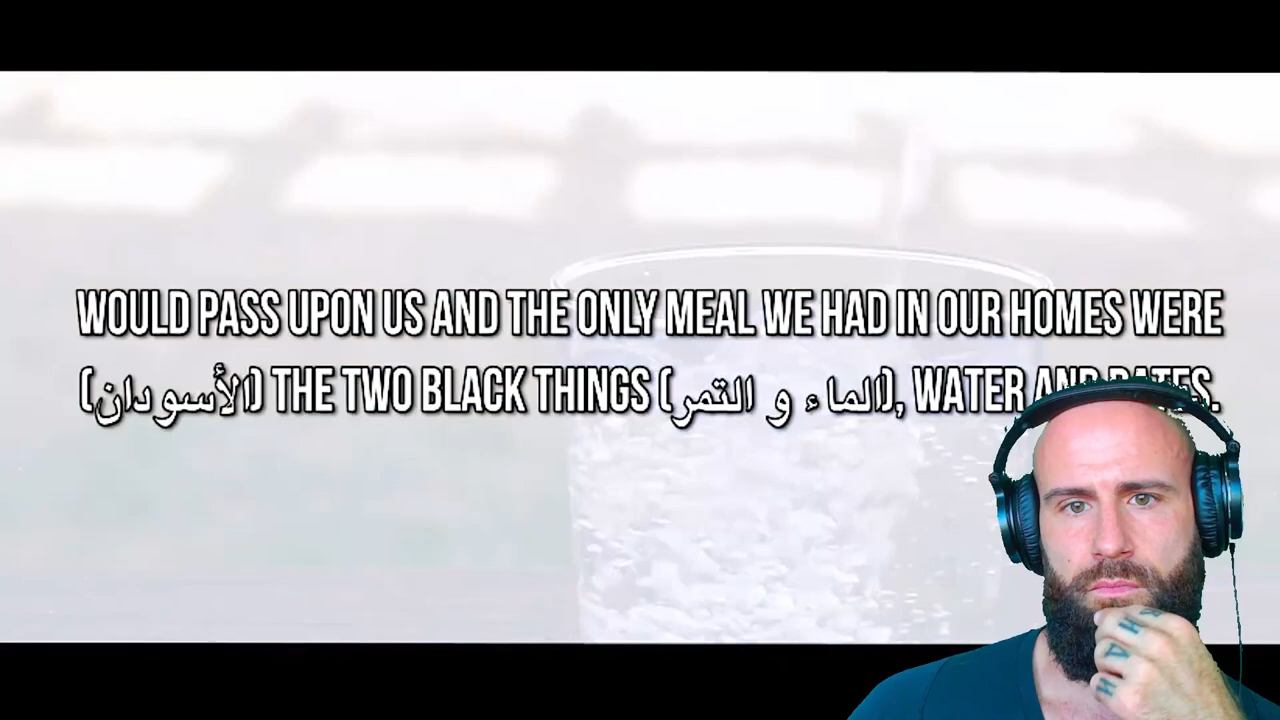 WOULD PASS UPON US AND THE ONLY MEAL WE HAD IN OUR HOMES WERE
(الأسودان) THE TWO BLACK THINGS (الماء و التمر), WATER AND DATES.